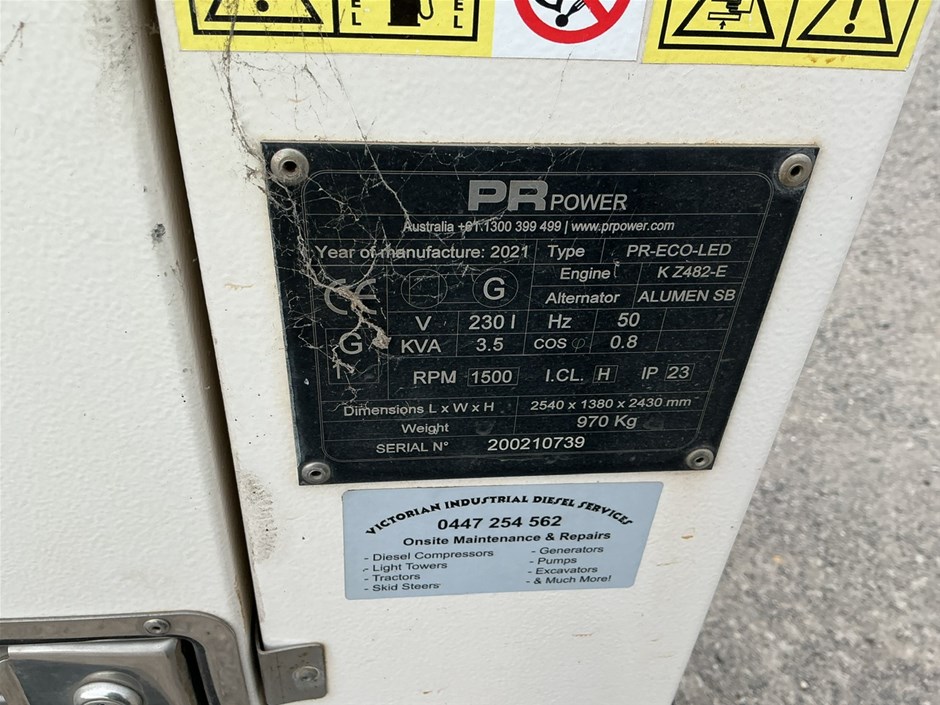 PR POWER
Australia +61 1300 399 499 | www.prpower.com
Year of manufacture: 2021 Type PR-ECO-LED
Engine K Z482-E
CE G Alternator ALUMEN SB
V 230 I Hz 50
G KVA 3.5 COS φ 0.8
RPM 1500 I.CL. H IP 23
Dimensions L x W x H 2540 x 1380 x 2430 mm
Weight 970 Kg
SERIAL N° 200210739
VICTORIAN INDUSTRIAL DIESEL SERVICES
0447 254 562
Onsite Maintenance & Repairs
- Diesel Compressors
- Light Towers
- Tractors
- Skid Steers
- Generators
- Pumps
- Excavators
- & Much More!